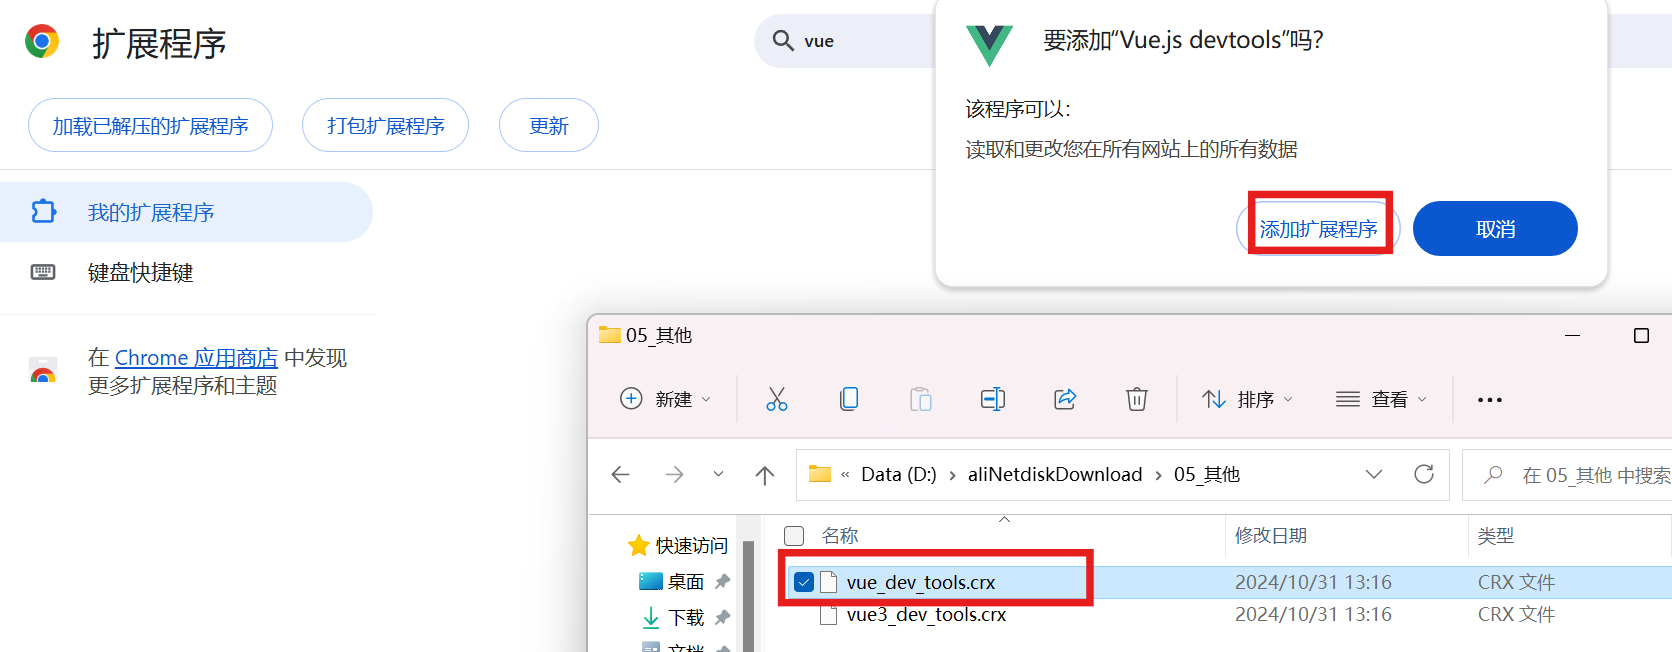 扩展程序
vue
加载已解压的扩展程序
打包扩展程序
更新
我的扩展程序
键盘快捷键
在 Chrome 应用商店 中发现
更多扩展程序和主题
要添加“Vue.js devtools”吗?
该程序可以:
读取和更改您在所有网站上的所有数据
添加扩展程序
取消
05_其他
新建
排序
查看
« Data (D:) › aliNetdiskDownload › 05_其他
在 05_其他 中搜索
快速访问
桌面
下载
文档
名称 修改日期 类型
vue_dev_tools.crx 2024/10/31 13:16 CRX 文件
vue3_dev_tools.crx 2024/10/31 13:16 CRX 文件